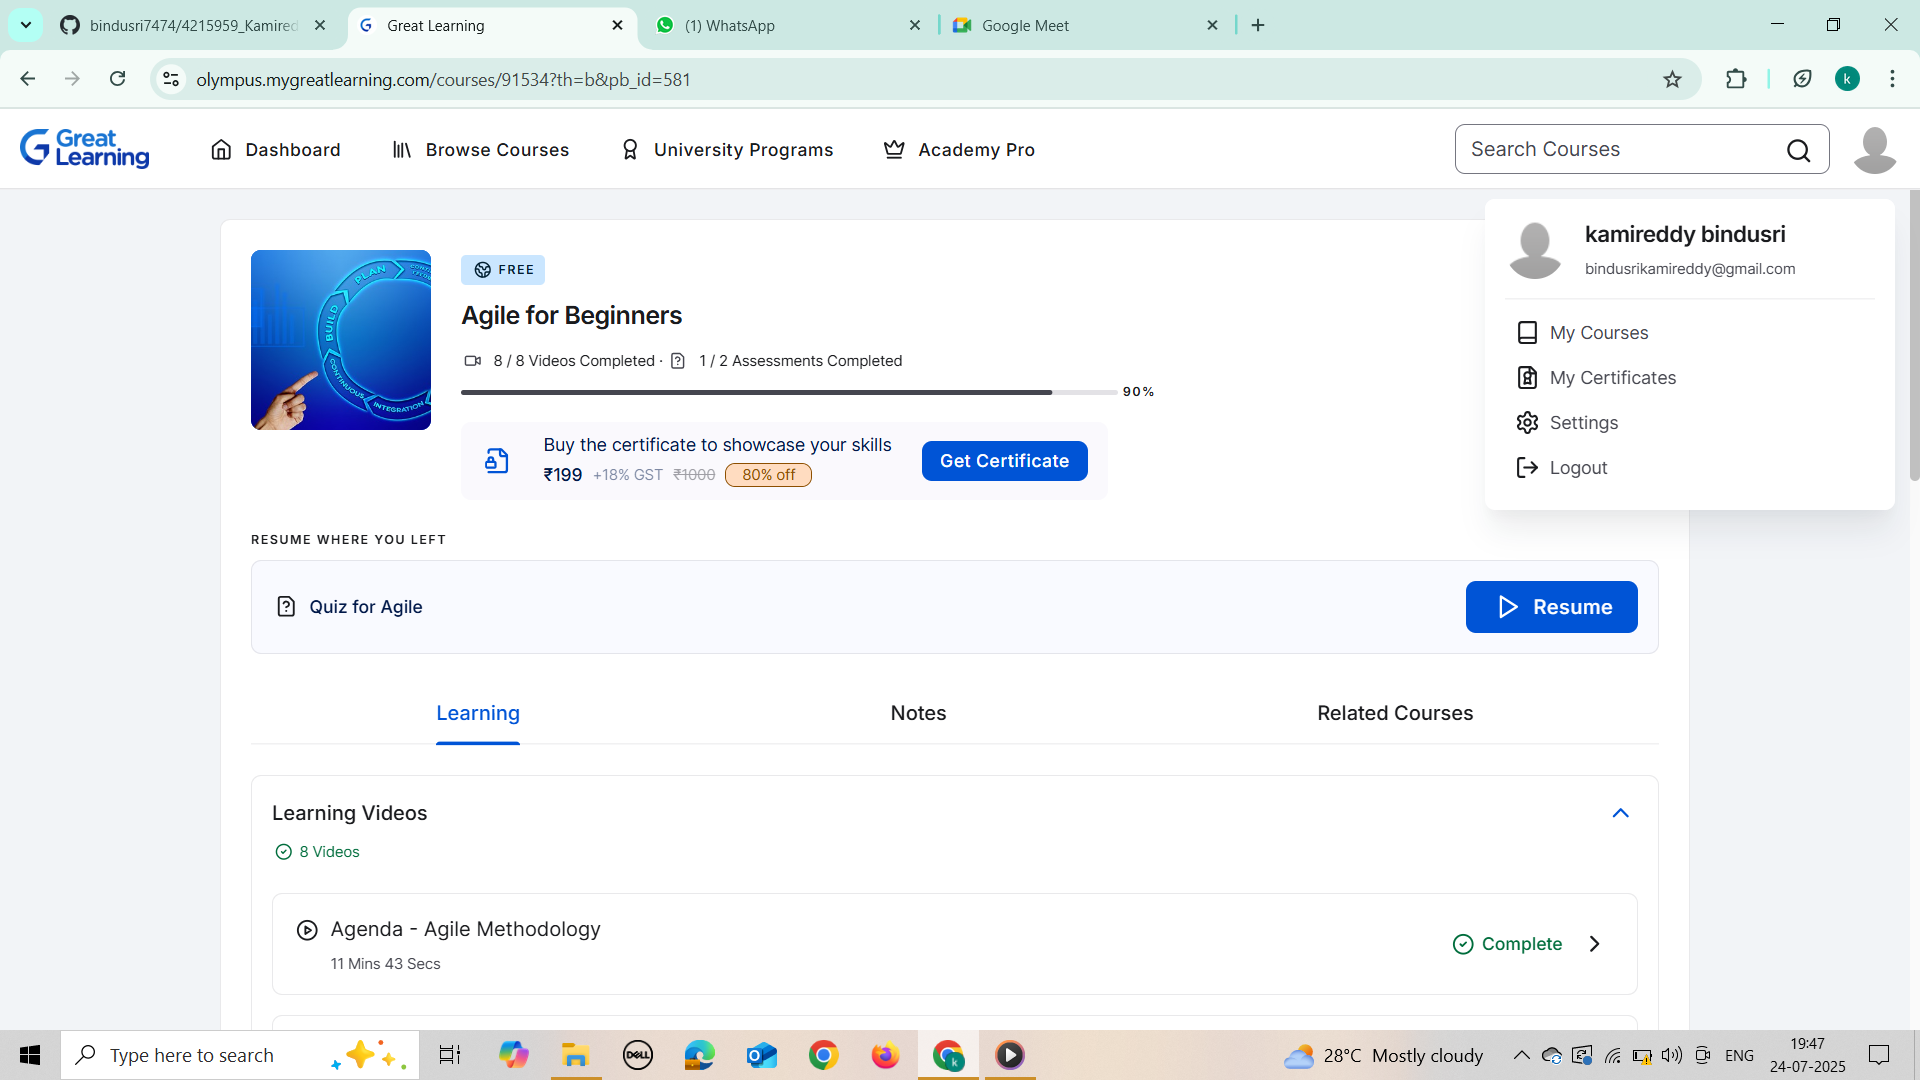 bindusri7474/4215959_Kamired
Great Learning
(1) WhatsApp
Google Meet
olympus.mygreatlearning.com/courses/91534?th=b&pb_id=581
k
Great
Learning
Dashboard
Browse Courses
University Programs
Academy Pro
Search Courses
kamireddy bindusri
bindusrikamireddy@gmail.com
My Courses
My Certificates
Settings
Logout
PLAN
BUILD
CONTINUOUS
INTEGRATION
FREE
Agile for Beginners
8 / 8 Videos Completed · 1 / 2 Assessments Completed
90%
Buy the certificate to showcase your skills
₹199 +18% GST ₹1000 80% off
Get Certificate
RESUME WHERE YOU LEFT
Quiz for Agile
Resume
Learning
Notes
Related Courses
Learning Videos
8 Videos
Agenda - Agile Methodology
11 Mins 43 Secs
Complete
Type here to search
DELL
k
28°C Mostly cloudy
ENG
19:47
24-07-2025